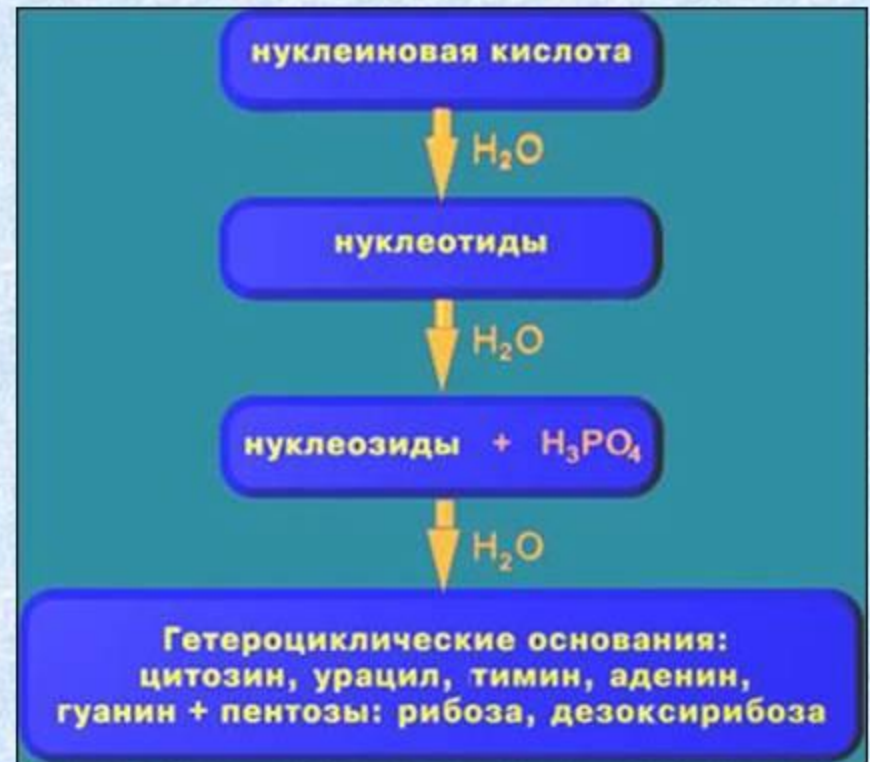 нуклеиновая кислота
H₂O
нуклеотиды
H₂O
нуклеозиды + H₃PO₄
H₂O
Гетероциклические основания:
цитозин, урацил, тимин, аденин,
гуанин + пентозы: рибоза, дезоксирибоза